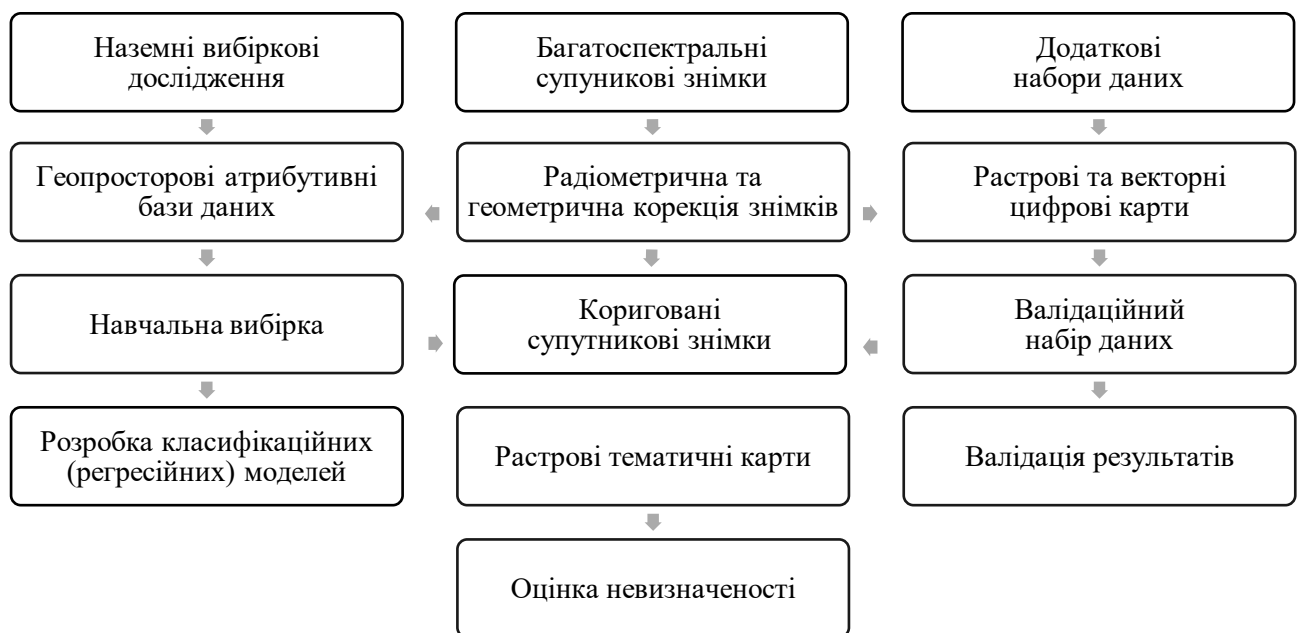 Наземні вибіркові
дослідження
Багатоспектральні
супуникові знімки
Додаткові
набори даних
Геопросторові атрибутивні
бази даних
Радіометрична та
геометрична корекція знімків
Растрові та векторні
цифрові карти
Навчальна вибірка
Кориговані
супутникові знімки
Валідаційний
набір даних
Розробка класифікаційних
(регресійних) моделей
Растрові тематичні карти
Валідація результатів
Оцінка невизначеності